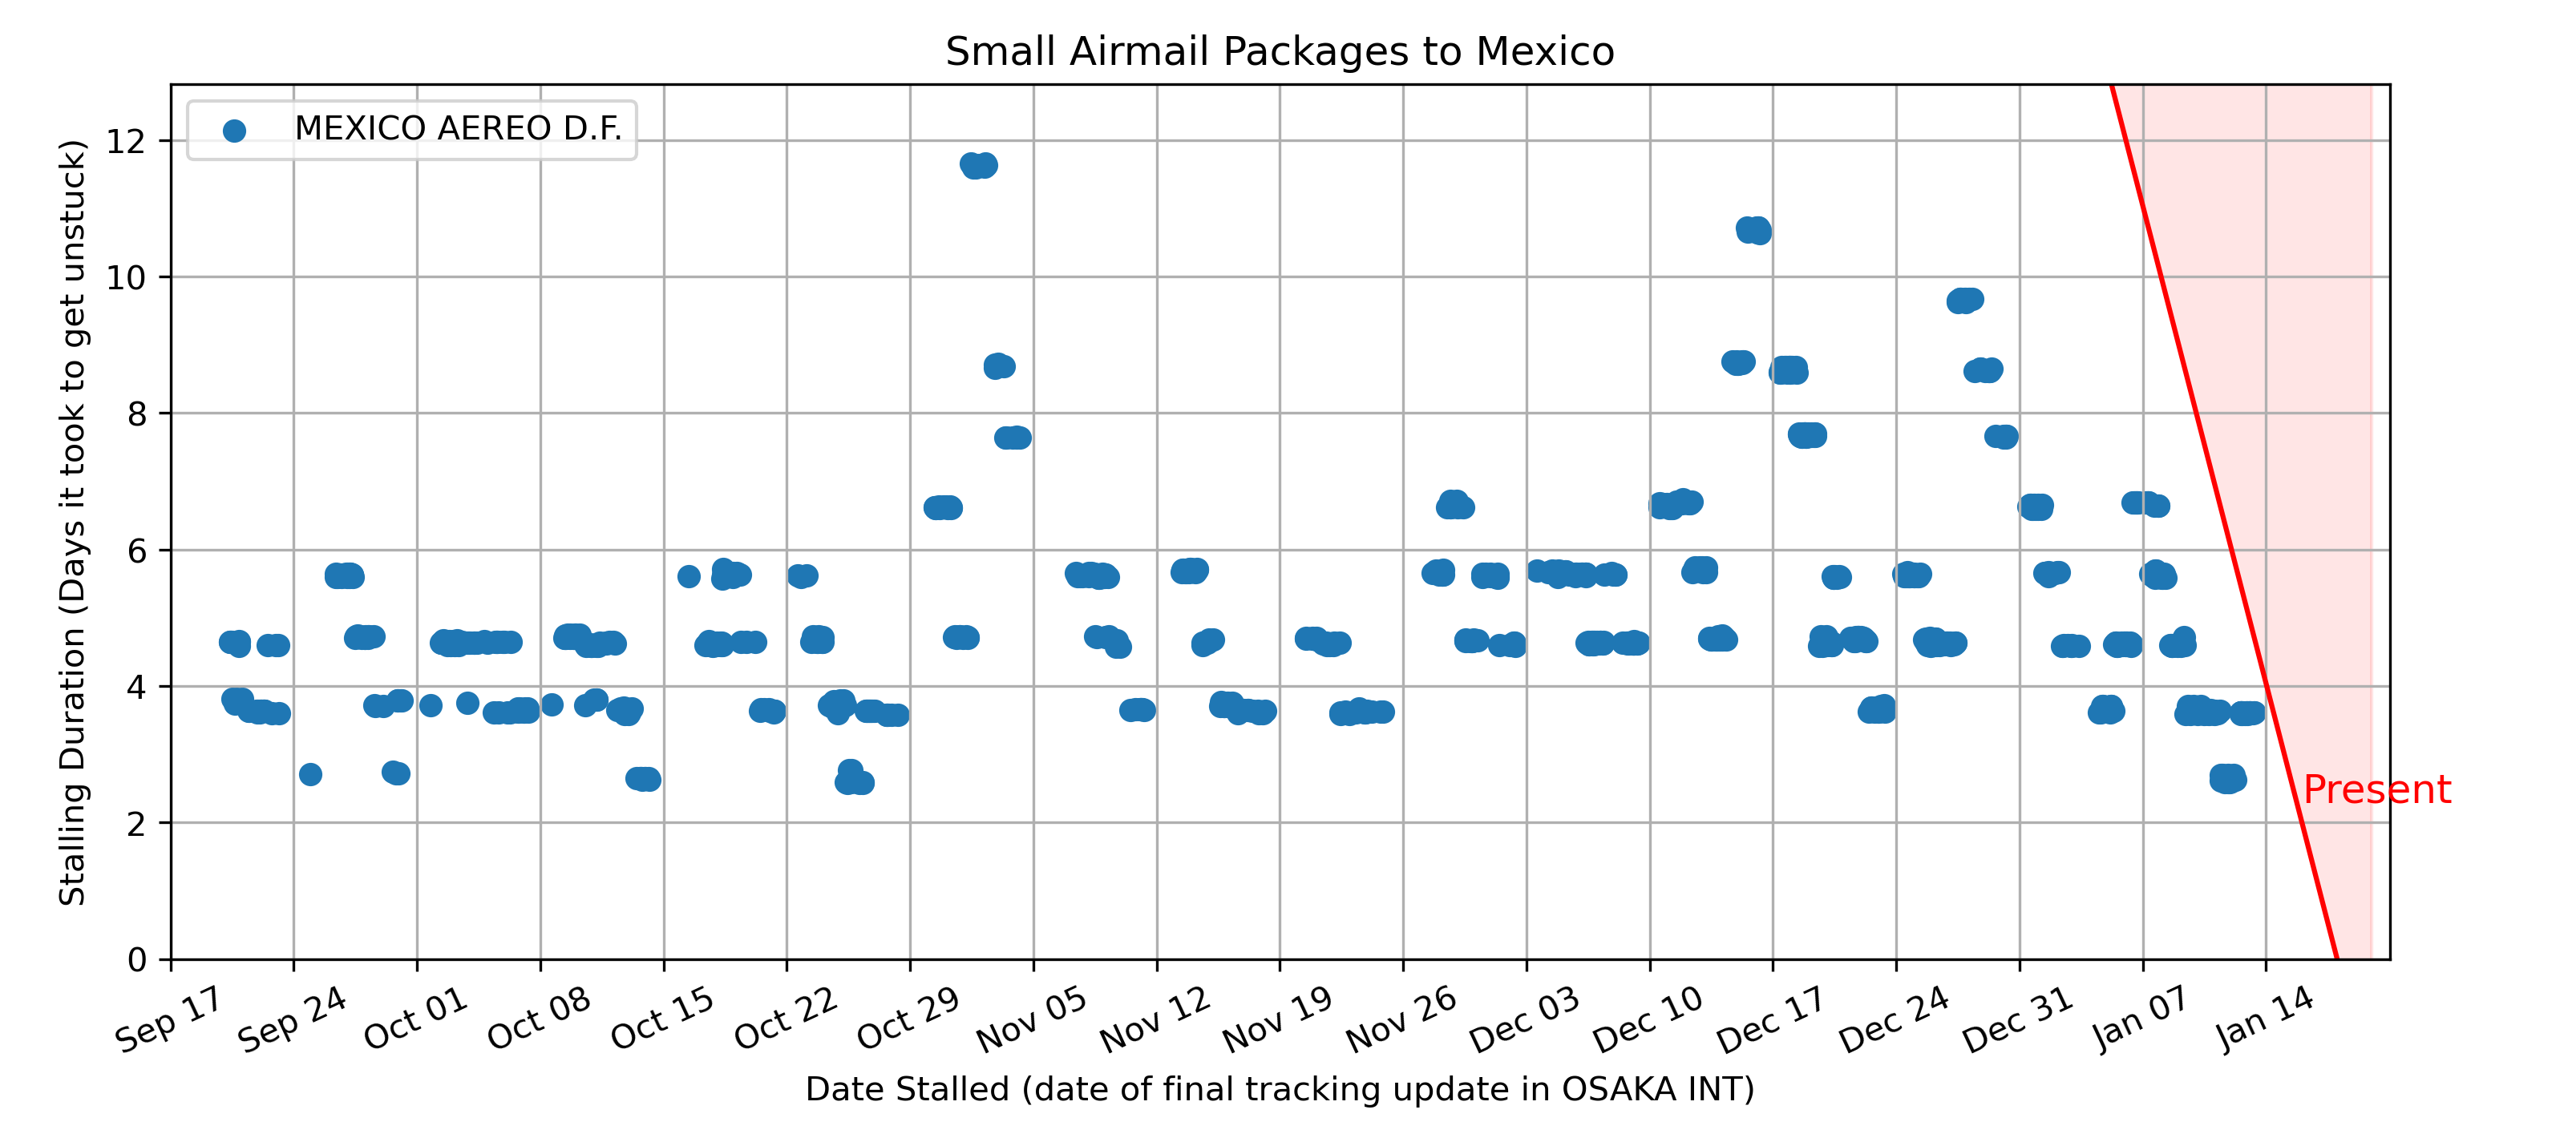 Small Airmail Packages to Mexico
MEXICO AEREO D.F.
Stalling Duration (Days it took to get unstuck)
12
10
8
6
4
2
0
Present
Sep 17
Sep 24
Oct 01
Oct 08
Oct 15
Oct 22
Oct 29
Nov 05
Nov 12
Nov 19
Nov 26
Dec 03
Dec 10
Dec 17
Dec 24
Dec 31
Jan 07
Jan 14
Date Stalled (date of final tracking update in OSAKA INT)